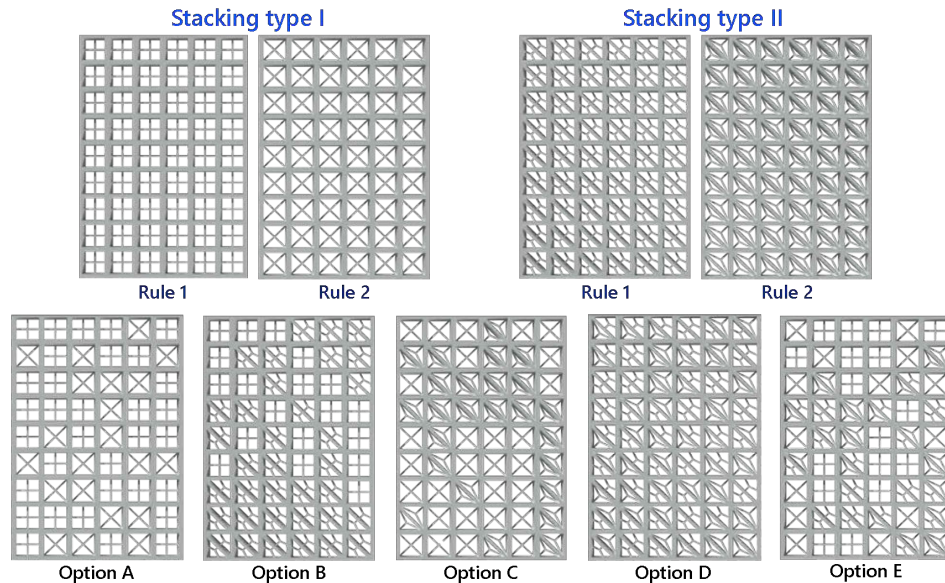 Stacking type I
Stacking type II
Rule 1
Rule 2
Rule 1
Rule 2
Option A
Option B
Option C
Option D
Option E